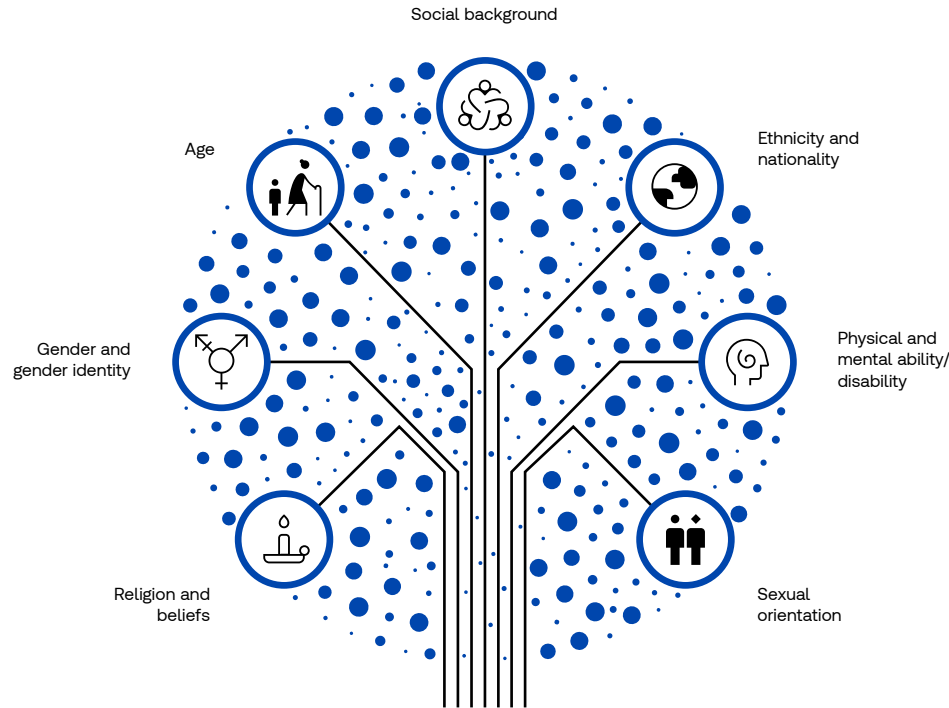 Social background
Age
Ethnicity and
nationality
Gender and
gender identity
Physical and
mental ability/
disability
Religion and
beliefs
Sexual
orientation